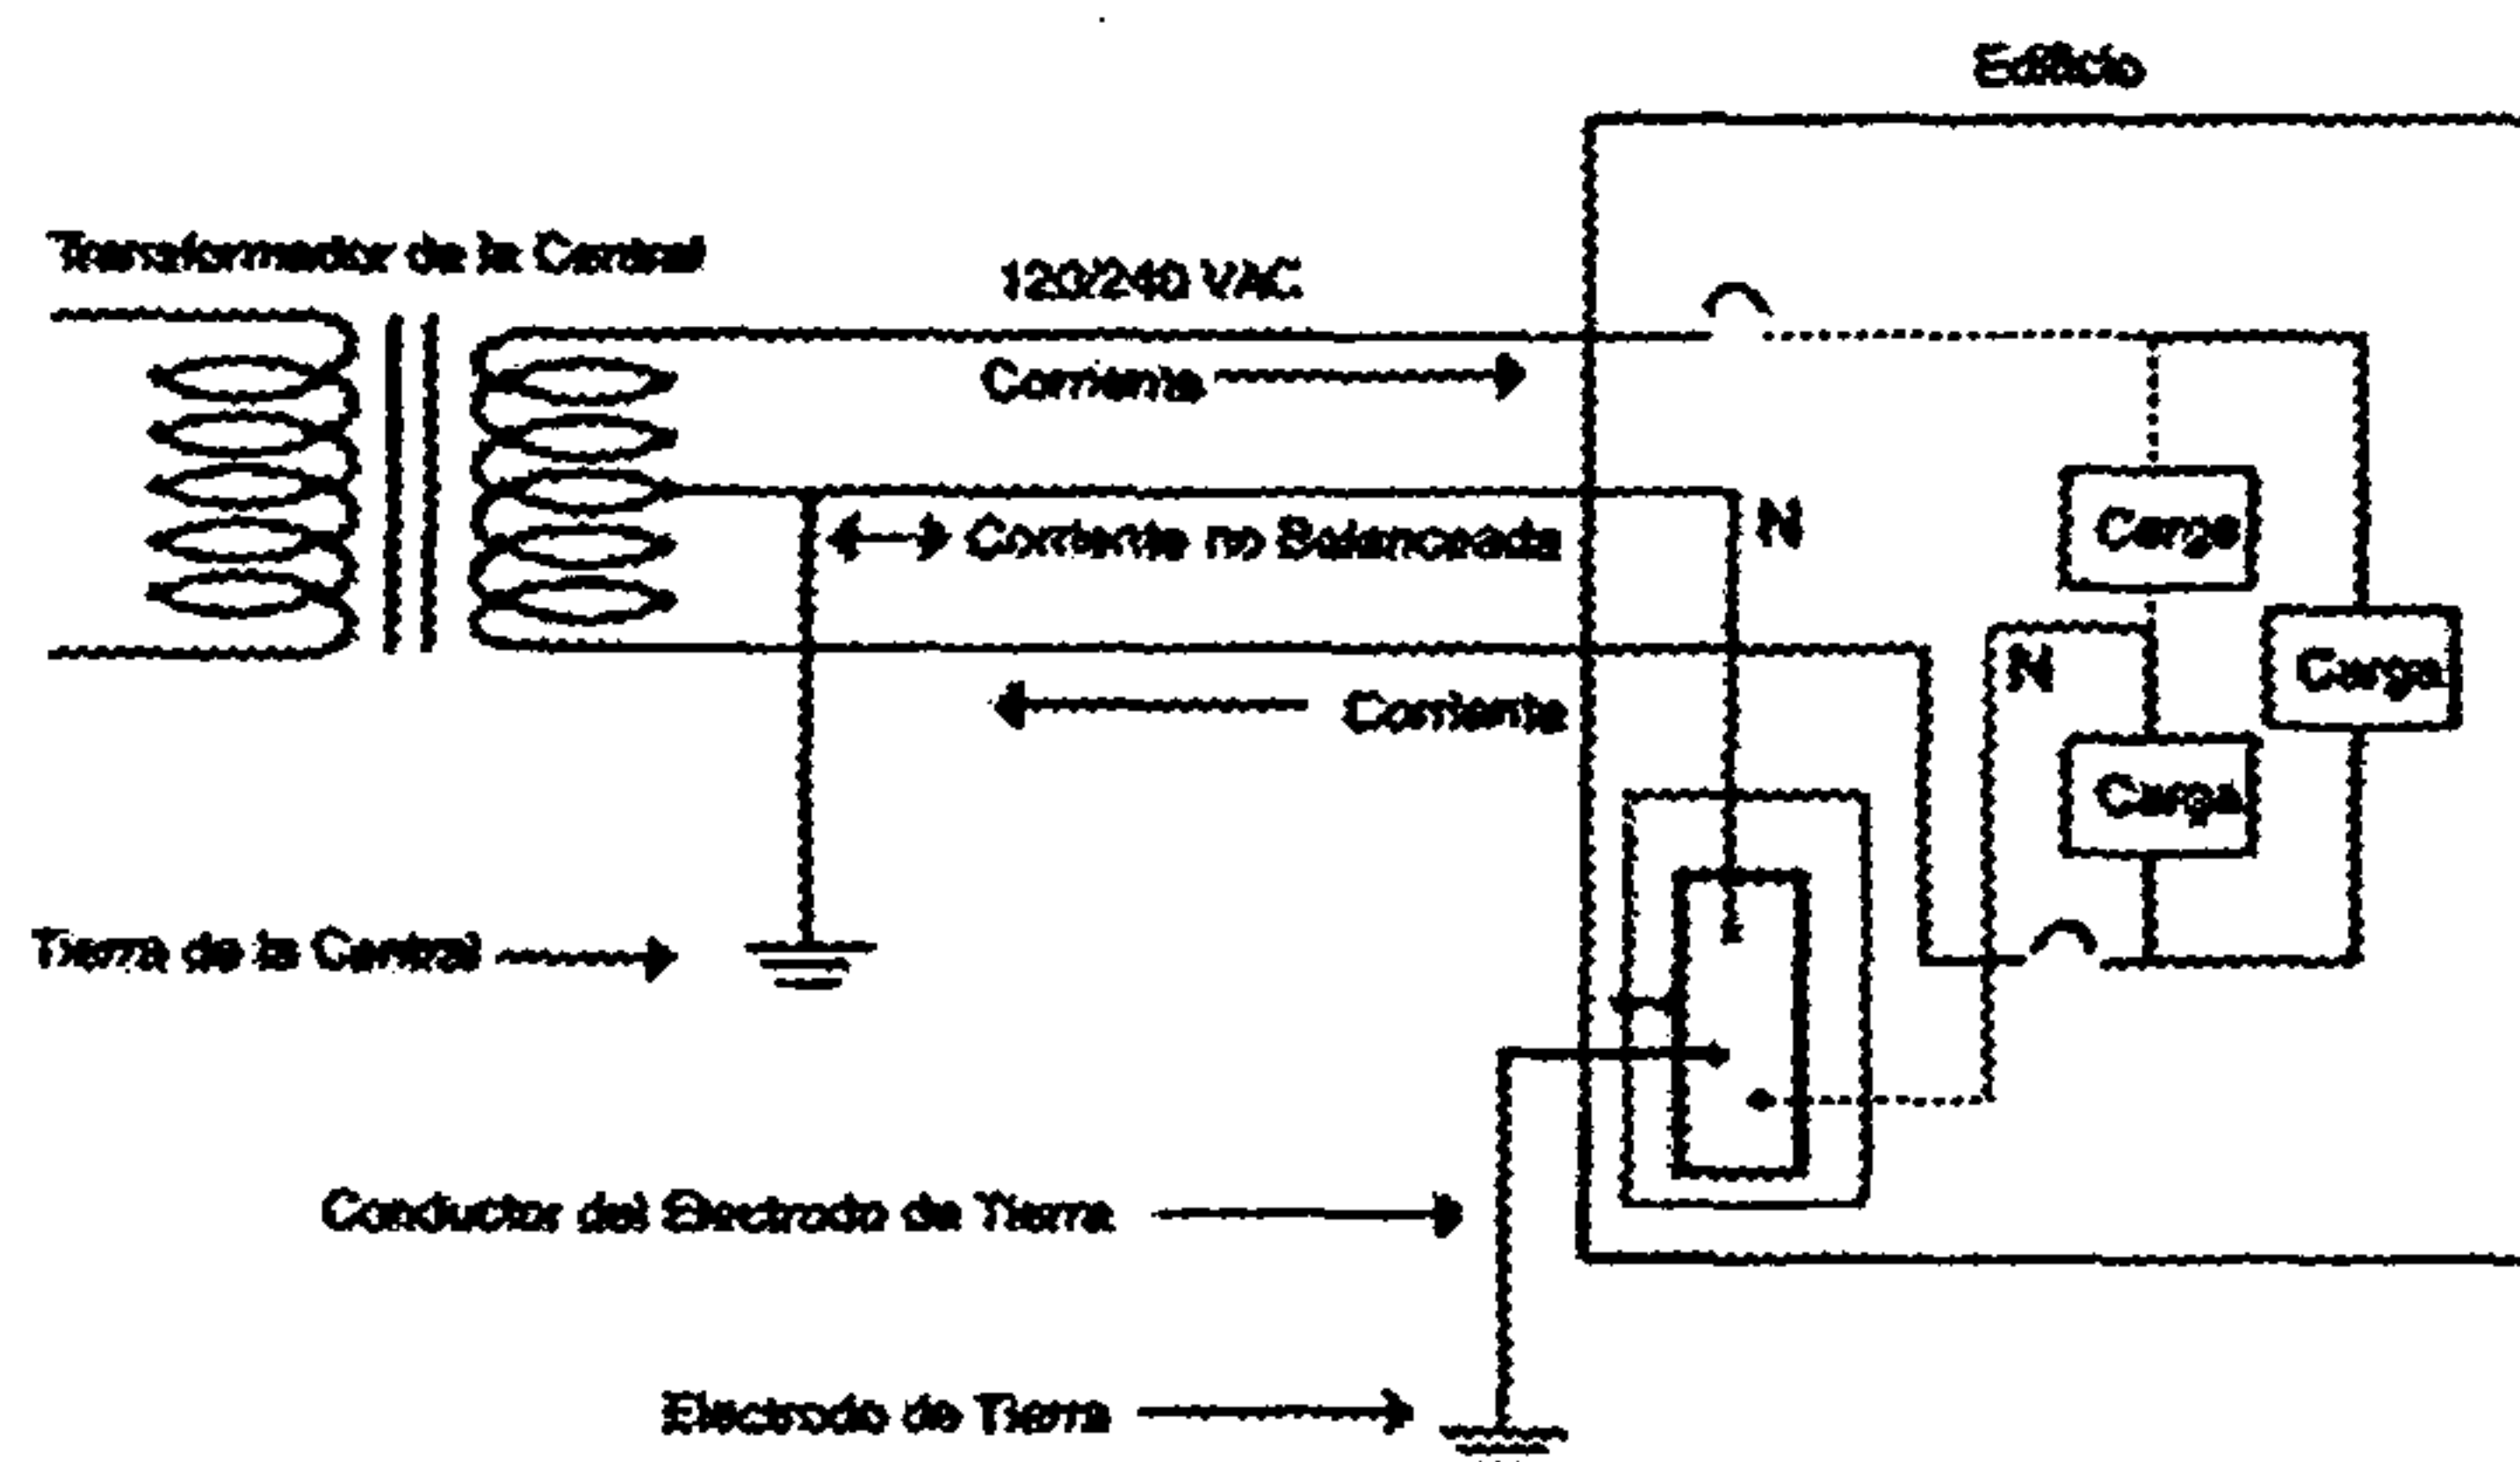 Edificio
Transformador de la Central
120/240 VAC
Corriente
Corriente no Balanceada
N
Carga
N
Carga
Corriente
Carga
Tierra de la Central
Conductor del Electrodo de Tierra
Electrodo de Tierra